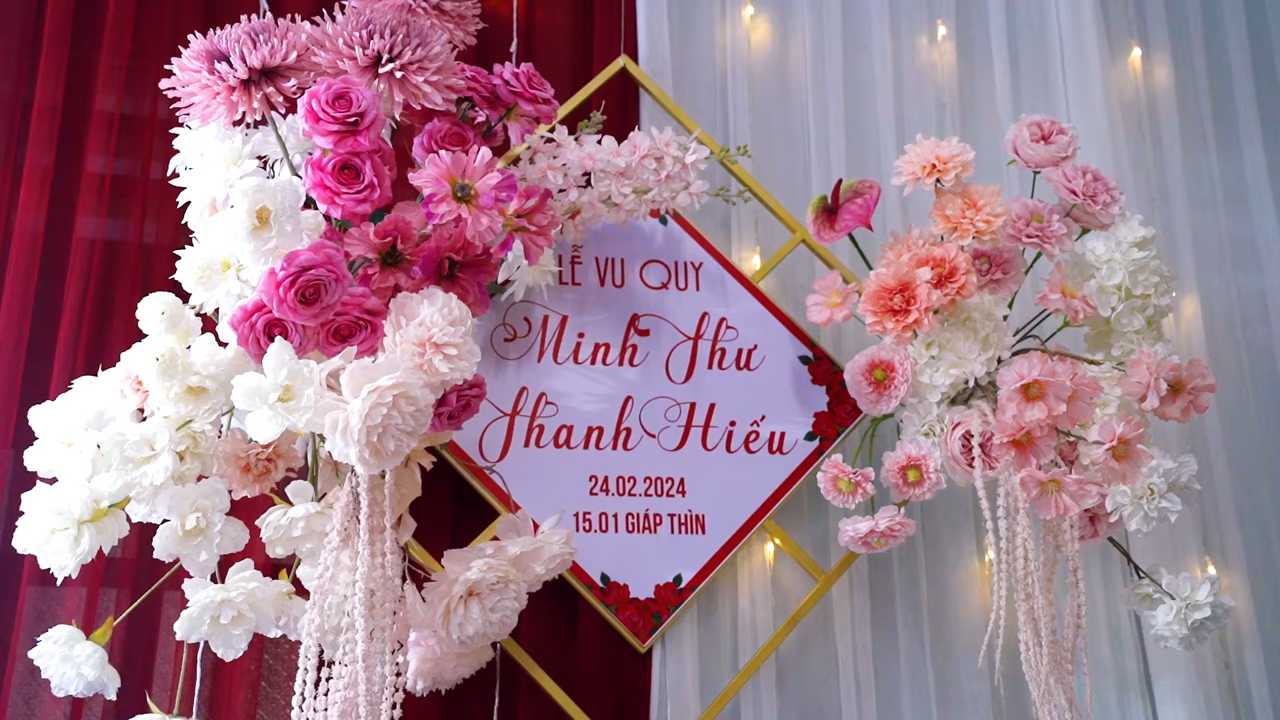 LỄ VU QUY
Minh Thư
Thanh Hiếu
24.02.2024
15.01 GIÁP THÌN